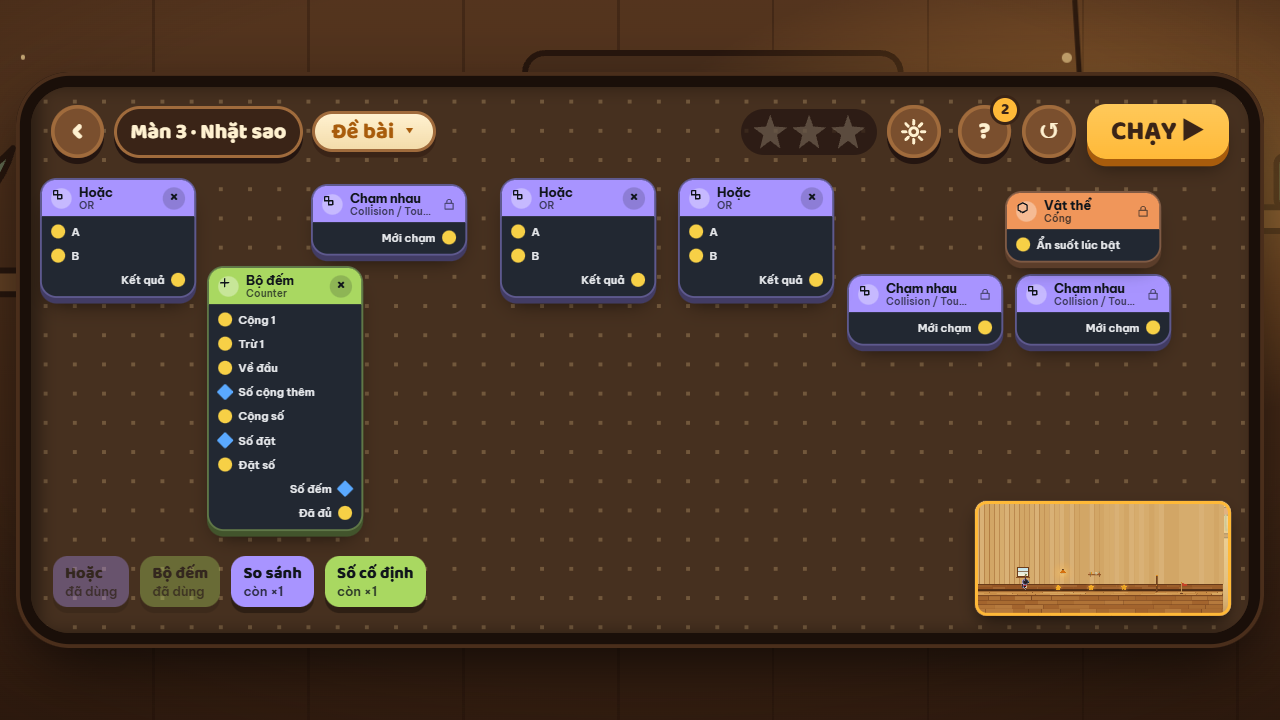 Màn 3 · Nhặt sao
Đề bài
?
2
CHẠY
Hoặc
OR
A
B
Kết quả
Chạm nhau
Collision / Tou...
Mới chạm
Hoặc
OR
A
B
Kết quả
Hoặc
OR
A
B
Kết quả
Vật thể
Cổng
Ẩn suốt lúc bật
Bộ đếm
Counter
Cộng 1
Trừ 1
Về đầu
Số cộng thêm
Cộng số
Số đặt
Đặt số
Số đếm
Đã đủ
Chạm nhau
Collision / Tou...
Mới chạm
Chạm nhau
Collision / Tou...
Mới chạm
Hoặc
đã dùng
Bộ đếm
đã dùng
So sánh
còn ×1
Số cố định
còn ×1